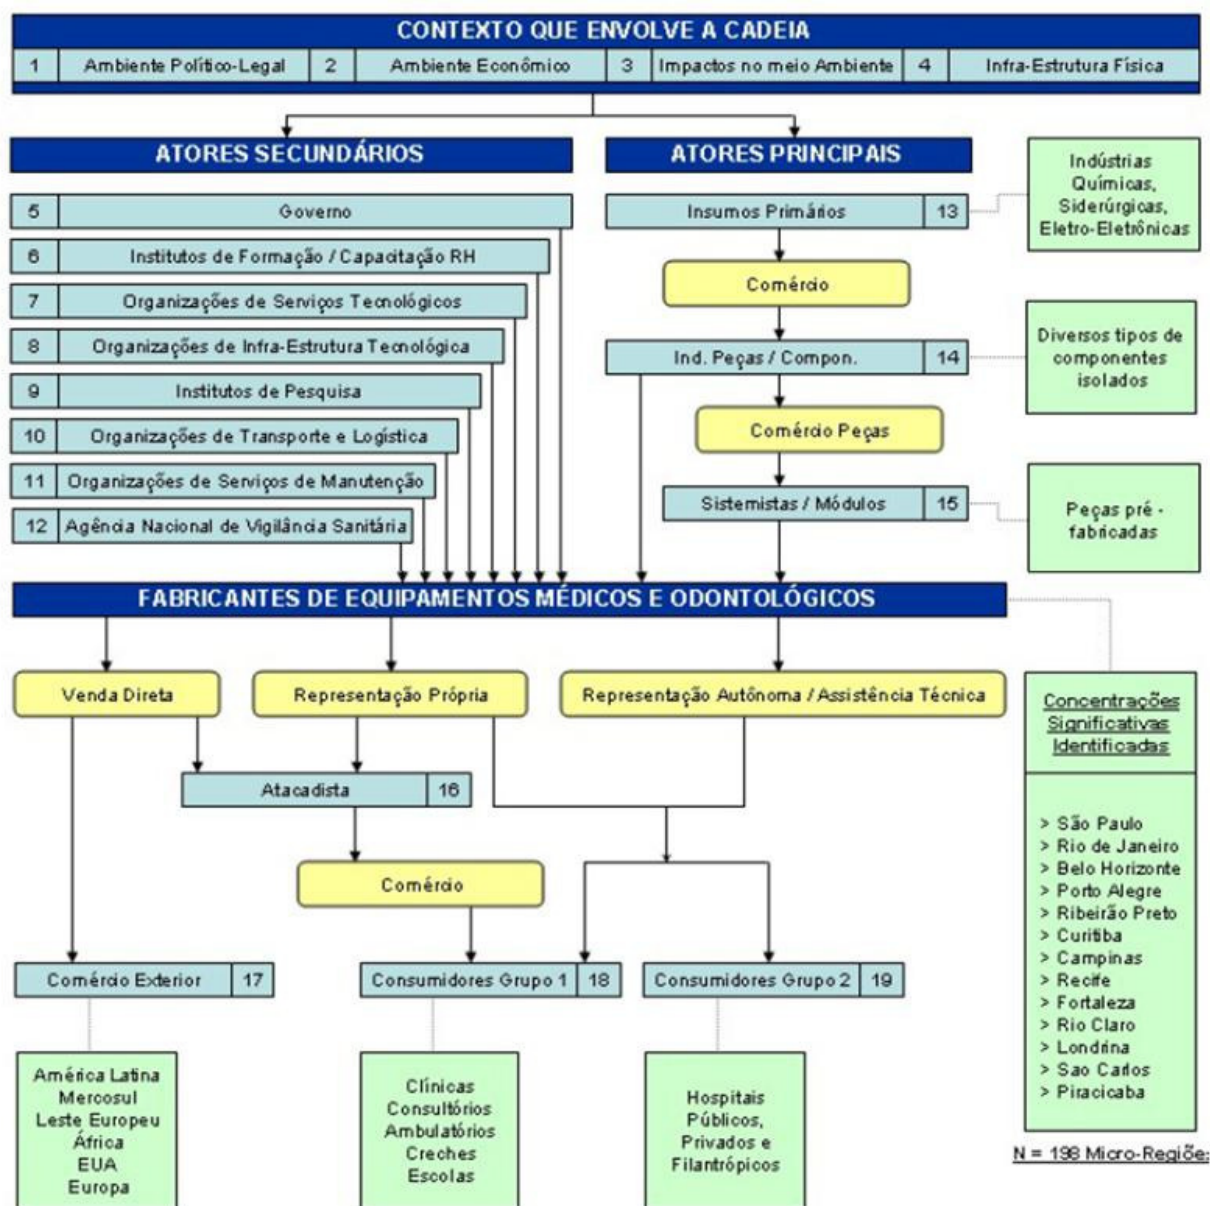 CONTEXTO QUE ENVOLVE A CADEIA
1 Ambiente Político-Legal 2 Ambiente Econômico 3 Impactos no meio Ambiente 4 Infra-Estrutura Física
ATORES SECUNDÁRIOS
5 Governo
6 Institutos de Formação / Capacitação RH
7 Organizações de Serviços Tecnológicos
8 Organizações de Infra-Estrutura Tecnológica
9 Institutos de Pesquisa
10 Organizações de Transporte e Logística
11 Organizações de Serviços de Manutenção
12 Agência Nacional de Vigilância Sanitária
ATORES PRINCIPAIS
Insumos Primários 13
Indústrias
Químicas,
Siderúrgicas,
Eletro-Eletrônicas
Comércio
Ind. Peças / Compon. 14
Diversos tipos de
componentes
isolados
Comércio Peças
Sistemistas / Módulos 15
Peças pré -
fabricadas
FABRICANTES DE EQUIPAMENTOS MÉDICOS E ODONTOLÓGICOS
Venda Direta
Representação Própria
Representação Autônoma / Assistência Técnica
Atacadista 16
Comércio
Comércio Exterior 17
Consumidores Grupo 1 18
Consumidores Grupo 2 19
América Latina
Mercosul
Leste Europeu
África
EUA
Europa
Clínicas
Consultórios
Ambulatórios
Creches
Escolas
Hospitais
Públicos,
Privados e
Filantrópicos
Concentrações
Significativas
Identificadas
> São Paulo
> Rio de Janeiro
> Belo Horizonte
> Porto Alegre
> Ribeirão Preto
> Curitiba
> Campinas
> Recife
> Fortaleza
> Rio Claro
> Londrina
> Sao Carlos
> Piracicaba
N = 198 Micro-Regiões